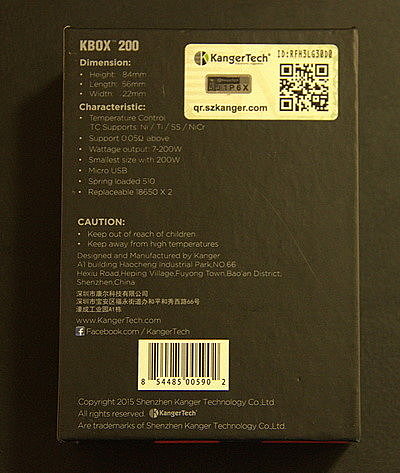 KBOX™ 200
Dimension:
• Height: 84mm
• Length: 56mm
• Width: 22mm
Characteristic:
• Temperature Control
TC Supports: Ni / Ti / SS / NiCr
• Support 0.05Ω above
• Wattage output: 7-200W
• Smallest size with 200W
• Micro USB
• Spring loaded 510
• Replaceable 18650 X 2
KangerTech®
qr.szkanger.com
ID:RFH3LG30D0
CAUTION:
• Keep out of reach of children
• Keep away from high temperatures
Designed and Manufactured by Kanger
A1 building Haocheng Industrial Park,NO.66
Hexiu Road,Heping Village,Fuyong Town,Bao'an District,
Shenzhen,China
深圳市康尔科技有限公司
深圳市宝安区福永街道办和平和秀西路66号
濠成工业园A1栋
www.KangerTech.com
Facebook.com / KangerTech
8 54485 00590 2
Copyright 2015 Shenzhen Kanger Technology Co.,Ltd.
All rights reserved. KangerTech®
Are trademarks of Shenzhen Kanger Technology Co.,Ltd.